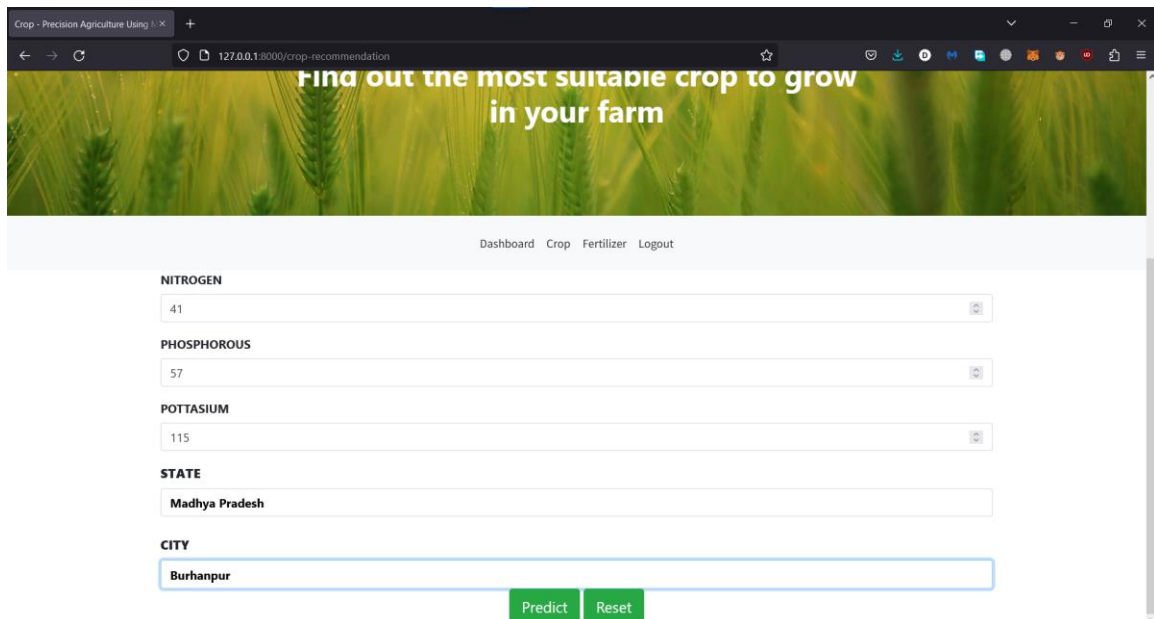 Crop - Precision Agriculture Using
127.0.0.1:8000/crop-recommendation
Find out the most suitable crop to grow
in your farm
Dashboard Crop Fertilizer Logout
NITROGEN
41
PHOSPHOROUS
57
POTTASIUM
115
STATE
Madhya Pradesh
CITY
Burhanpur
Predict Reset